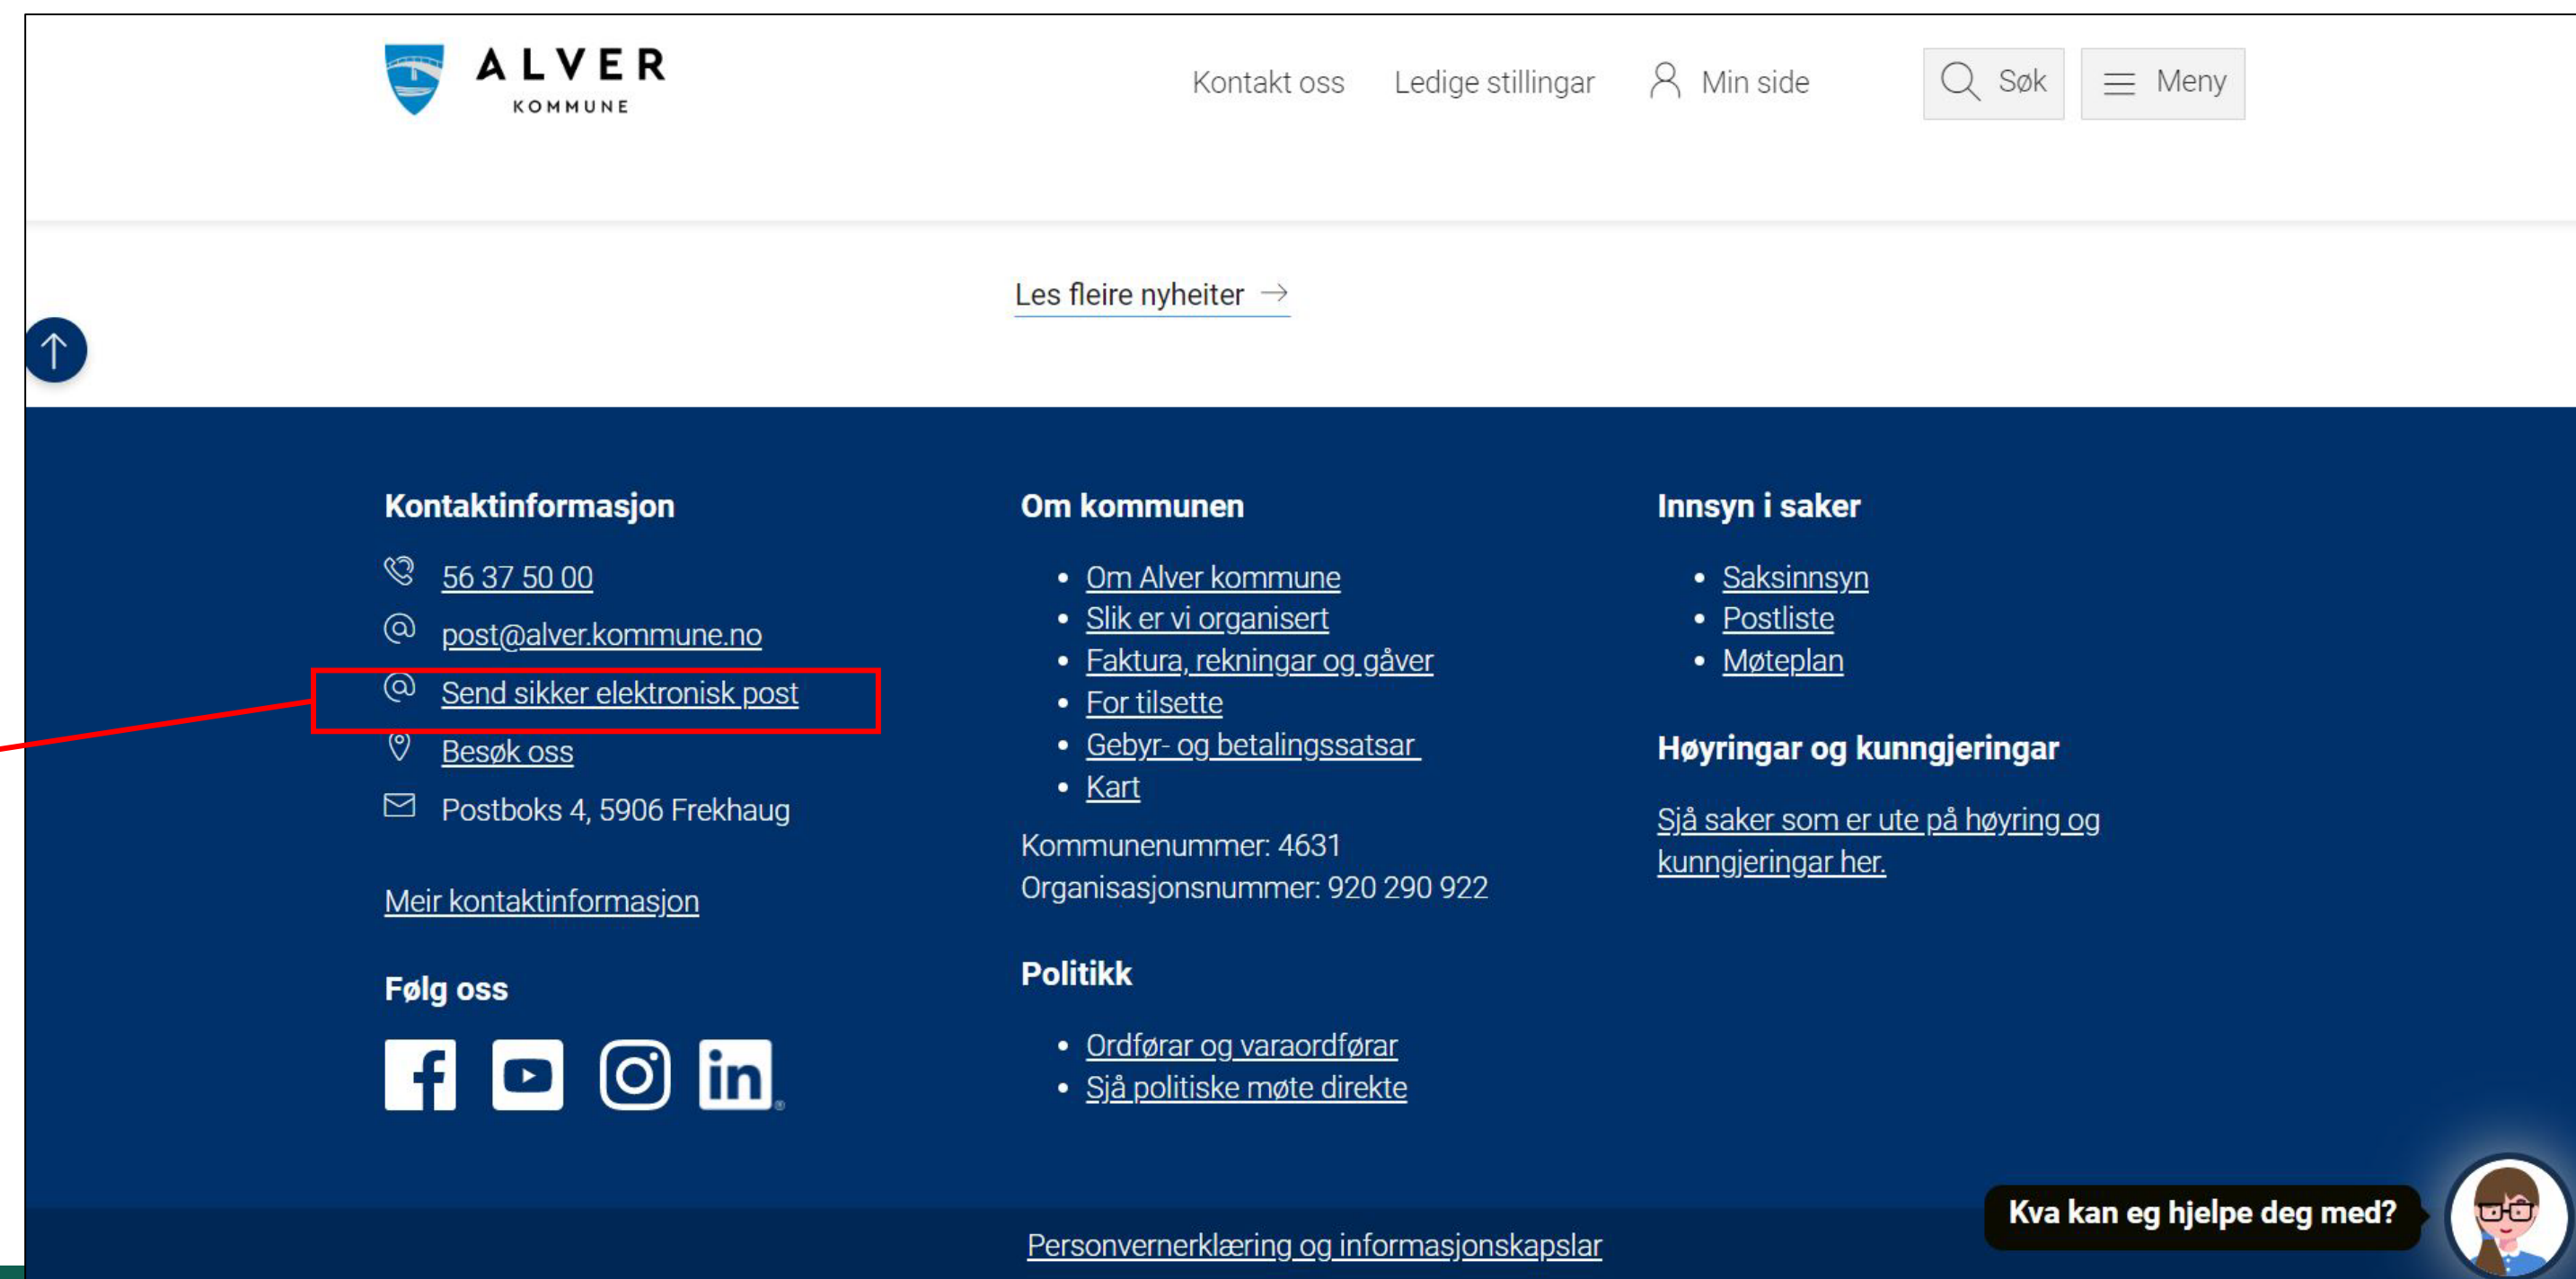 ALVER
KOMMUNE
Kontakt oss
Ledige stillingar
Min side
Søk
Meny
Les fleire nyheiter →
Kontaktinformasjon
56 37 50 00
post@alver.kommune.no
Send sikker elektronisk post
Besøk oss
Postboks 4, 5906 Frekhaug
Meir kontaktinformasjon
Følg oss
f
in
Om kommunen
• Om Alver kommune
• Slik er vi organisert
• Faktura, rekningar og gåver
• For tilsette
• Gebyr- og betalingssatsar
• Kart
Kommunenummer: 4631
Organisasjonsnummer: 920 290 922
Politikk
• Ordførar og varaordførar
• Sjå politiske møte direkte
Innsyn i saker
• Saksinnsyn
• Postliste
• Møteplan
Høyringar og kunngjeringar
Sjå saker som er ute på høyring og
kunngjeringar her.
Kva kan eg hjelpe deg med?
Personvernerklæring og informasjonskapslar